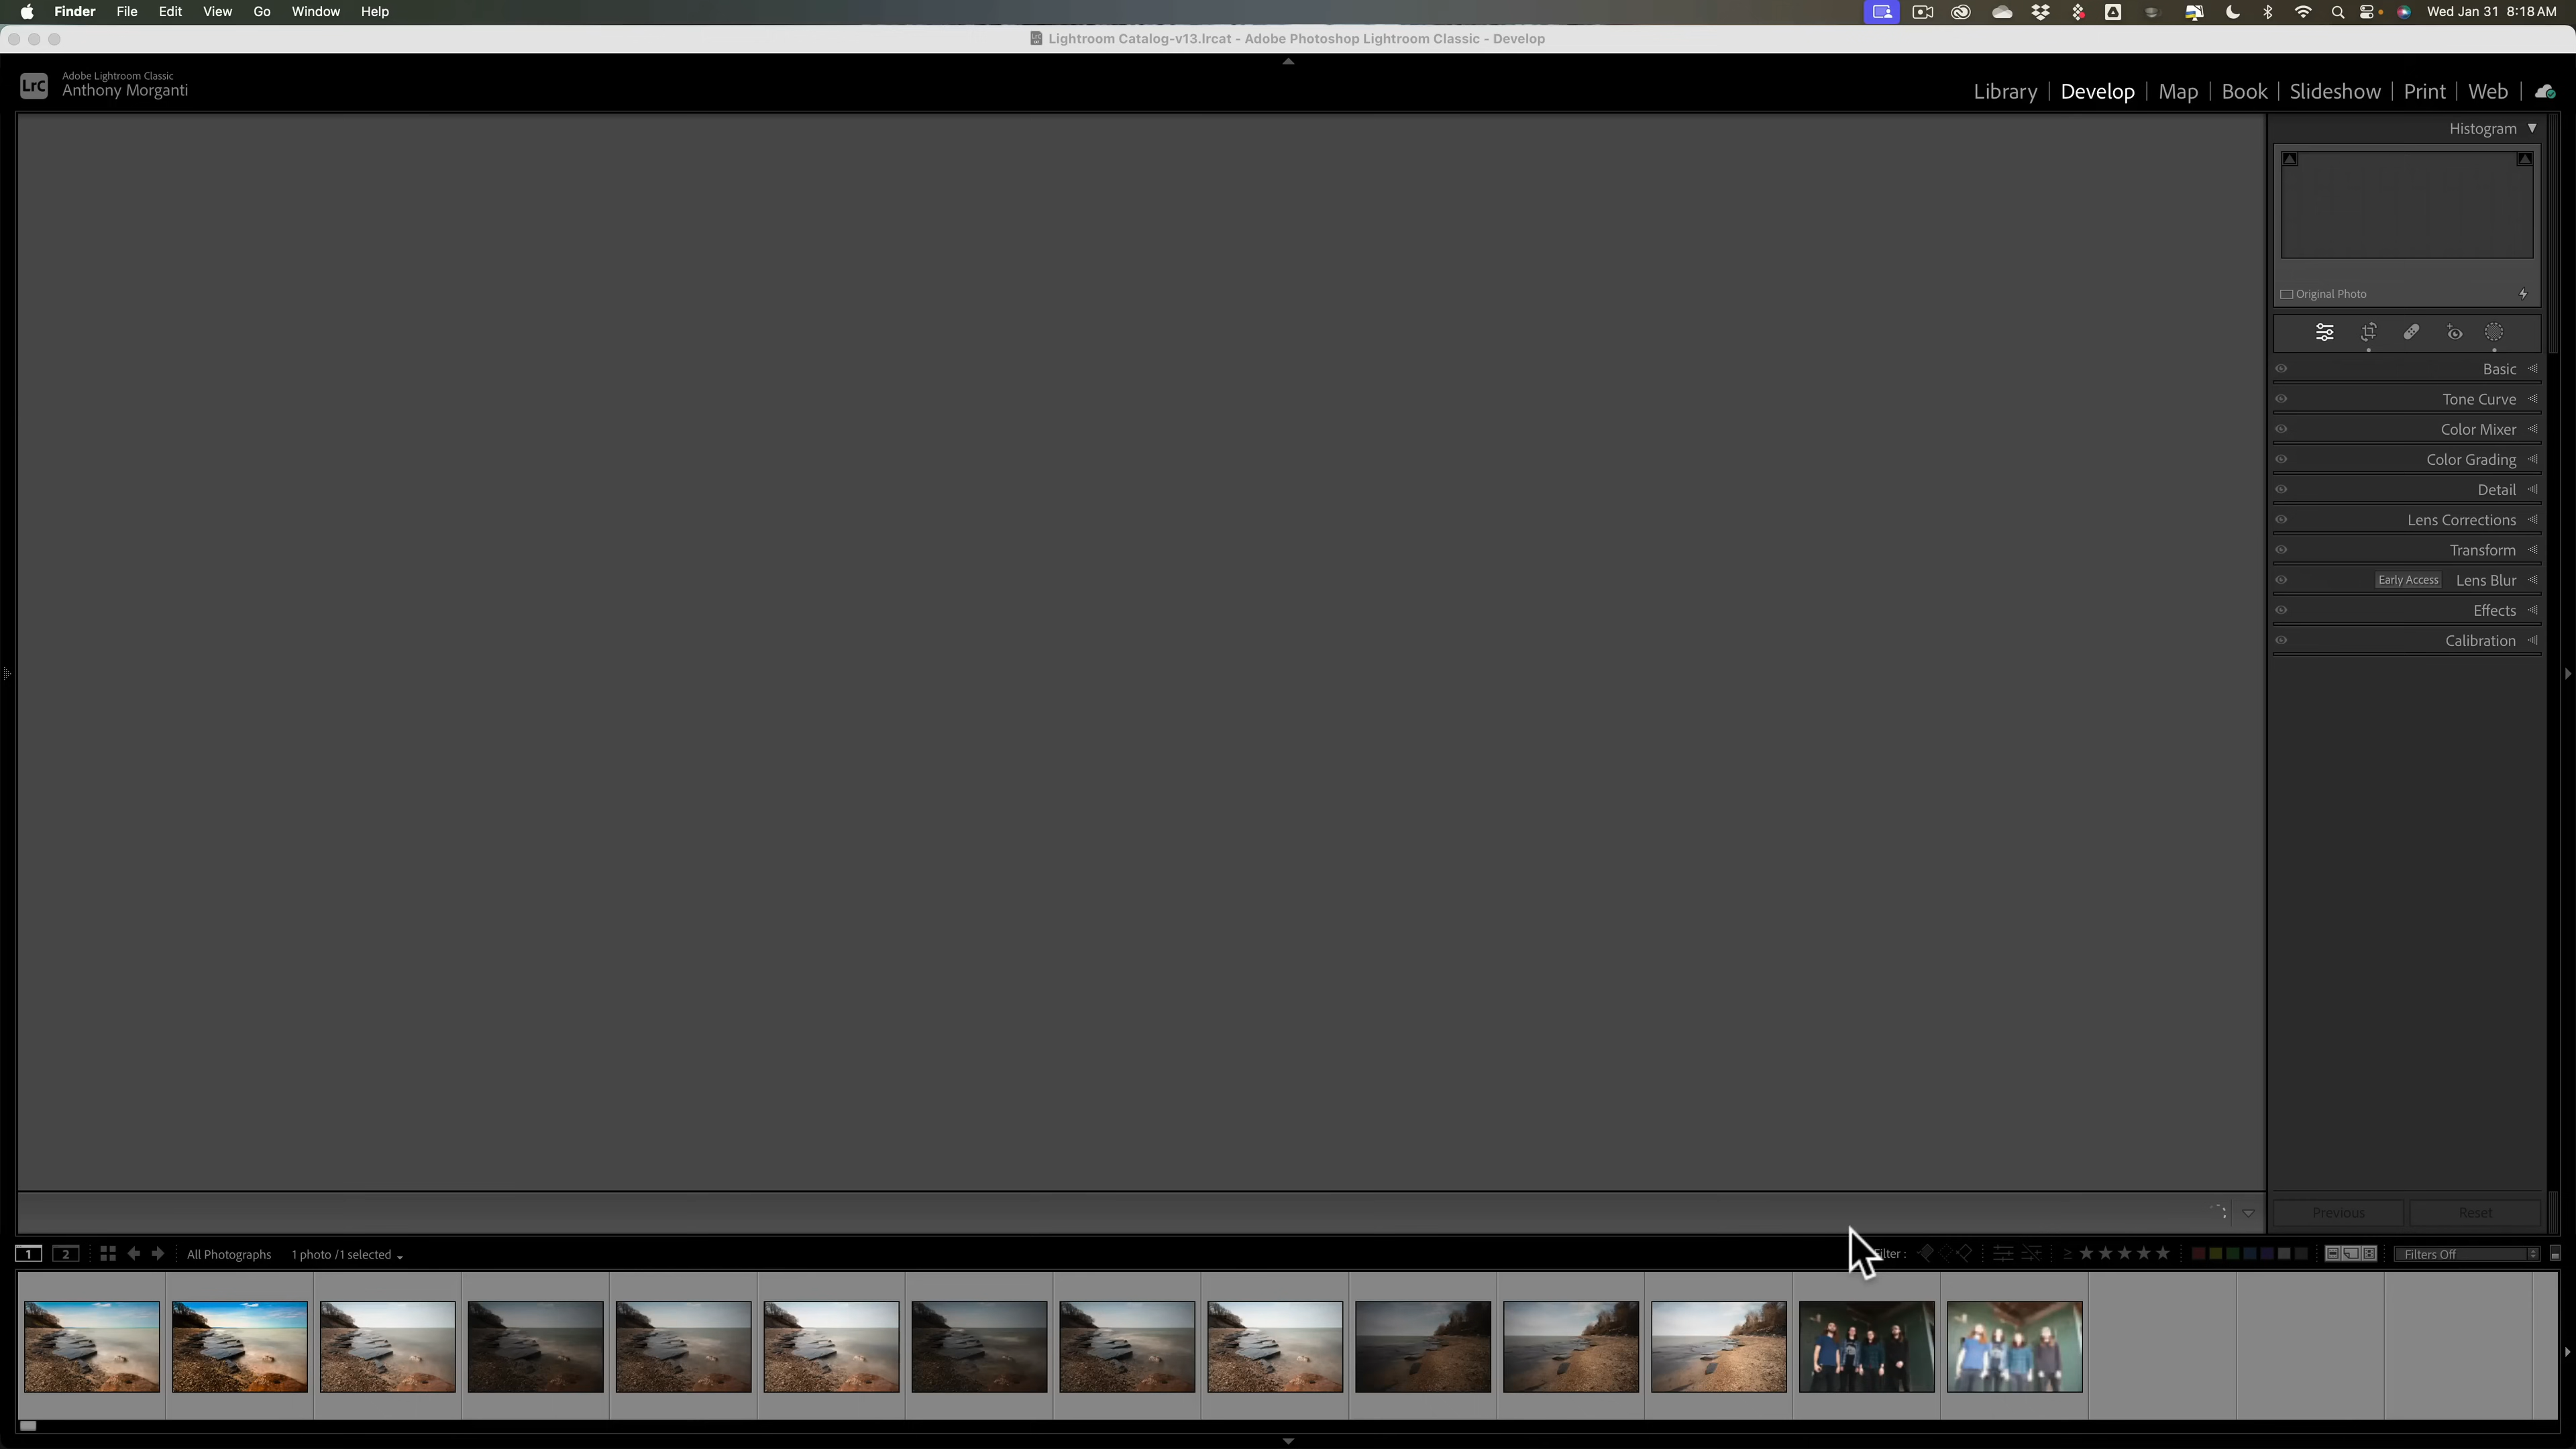 Finder File Edit View Go Window Help Wed Jan 31 8:18 AM
Lightroom Catalog-v13.lrcat - Adobe Photoshop Lightroom Classic - Develop
LrC
Adobe Lightroom Classic
Anthony Morganti
Library | Develop | Map | Book | Slideshow | Print | Web |
Histogram
Original Photo
Basic
Tone Curve
Color Mixer
Color Grading
Detail
Lens Corrections
Transform
Early Access Lens Blur
Effects
Calibration
Previous Reset
1 2 All Photographs 1 photo /1 selected ilter : ≥ Filters Off